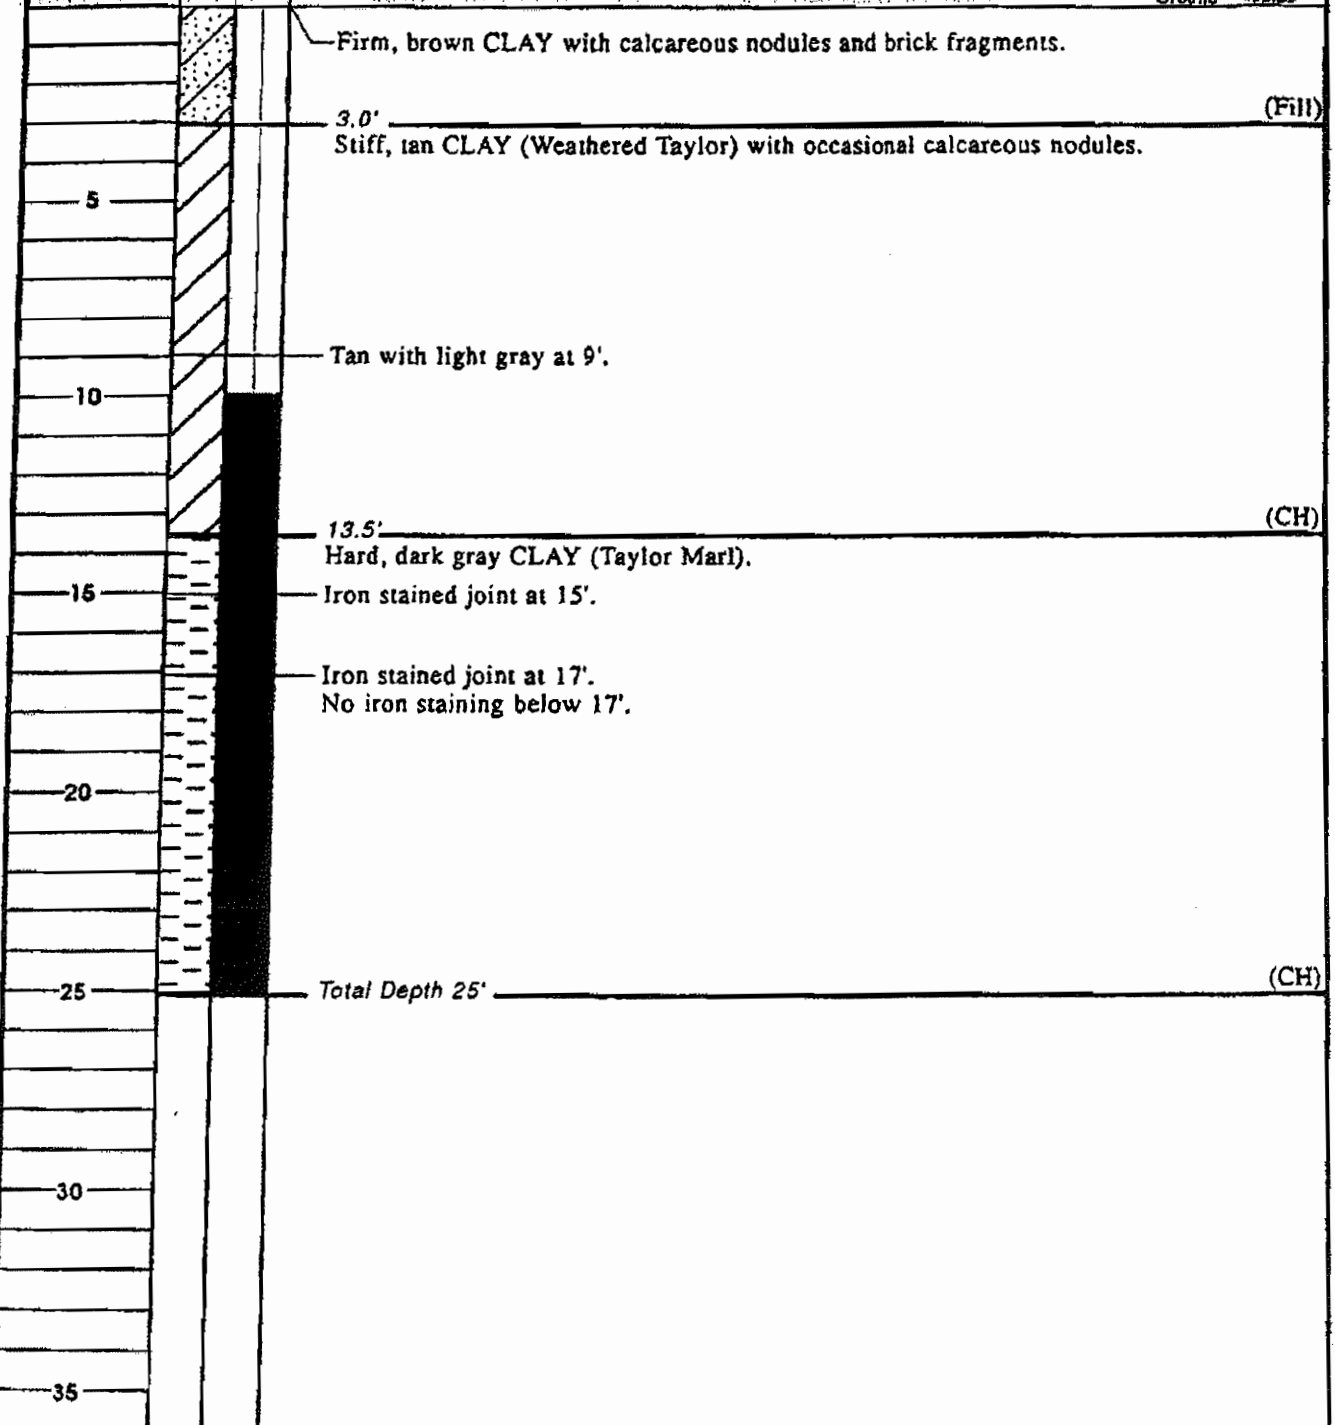 Firm, brown CLAY with calcareous nodules and brick fragments.
(Fill)
3.0'
Stiff, tan CLAY (Weathered Taylor) with occasional calcareous nodules.
5
Tan with light gray at 9'.
10
(CH)
13.5'
Hard, dark gray CLAY (Taylor Marl).
15
Iron stained joint at 15'.
Iron stained joint at 17'.
No iron staining below 17'.
20
(CH)
25
Total Depth 25'
30
35